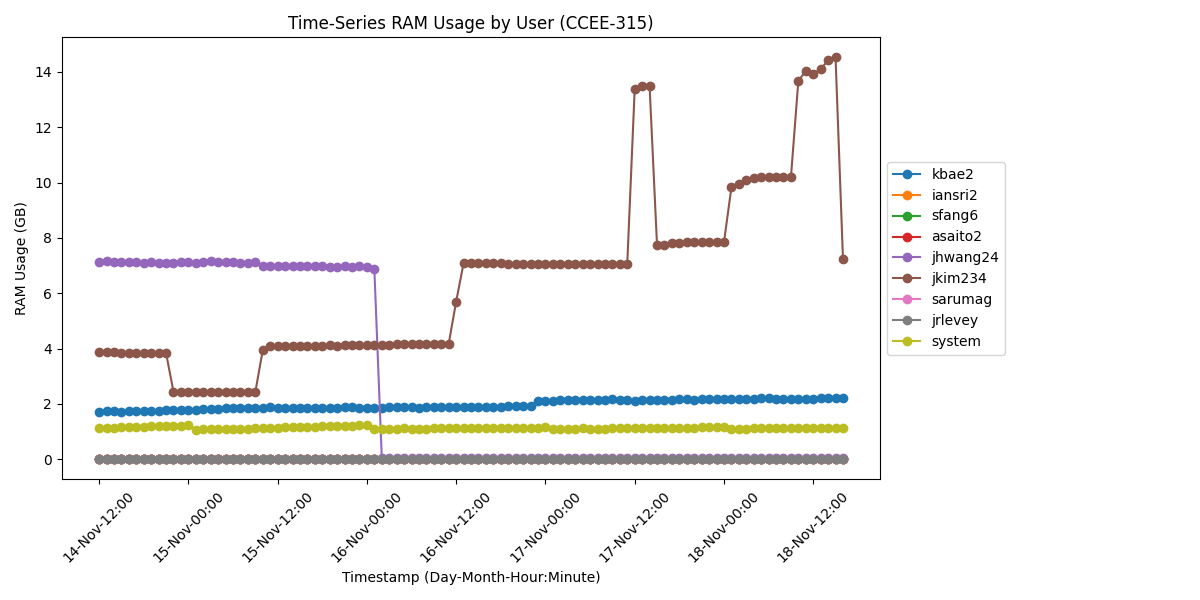 Time-Series RAM Usage by User (CCEE-315)
RAM Usage (GB)
14
12
10
8
6
4
2
0
14-Nov-12:00
15-Nov-00:00
15-Nov-12:00
16-Nov-00:00
16-Nov-12:00
17-Nov-00:00
17-Nov-12:00
18-Nov-00:00
18-Nov-12:00
Timestamp (Day-Month-Hour:Minute)
kbae2
iansri2
sfang6
asaito2
jhwang24
jkim234
sarumag
jrlevey
system